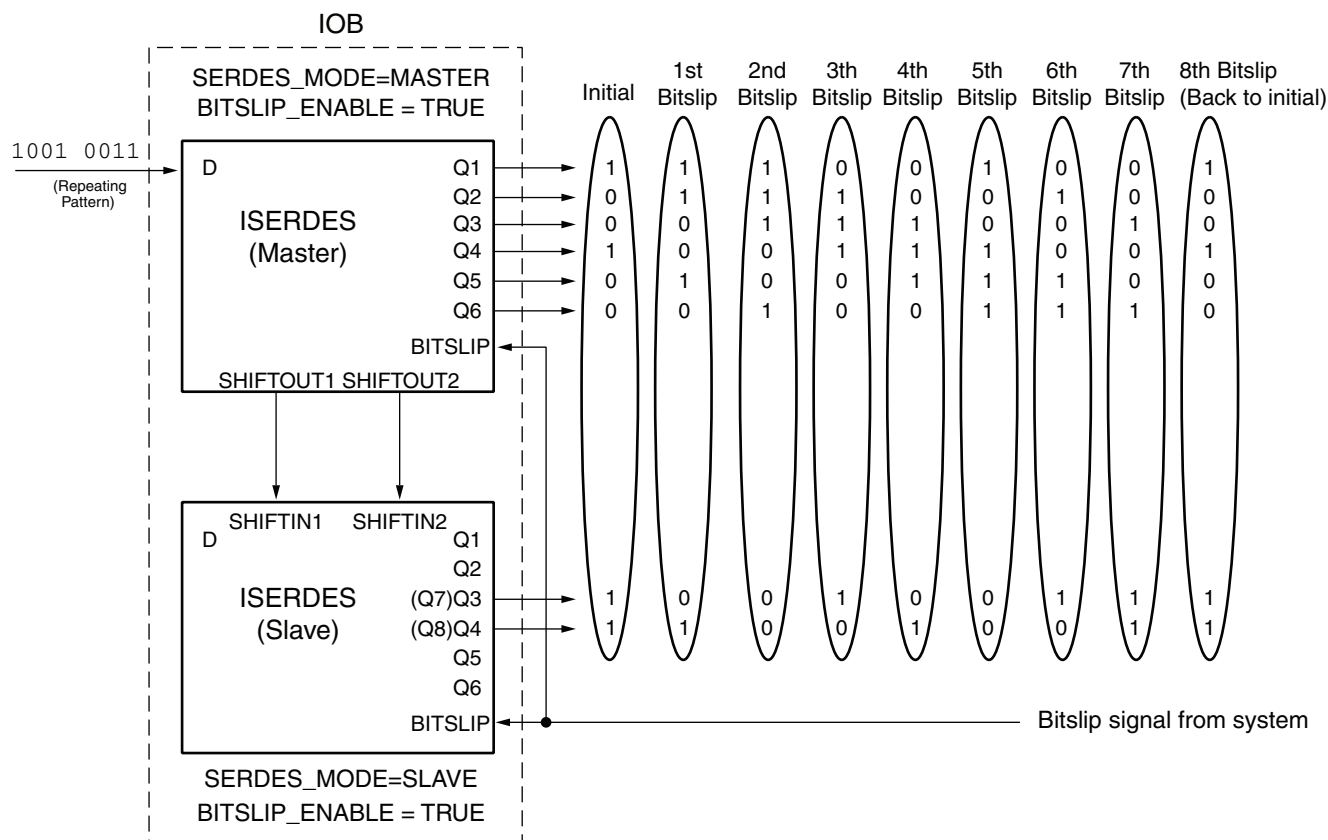 IOB
SERDES_MODE=MASTER
BITSLIP_ENABLE = TRUE
1001 0011
(Repeating
Pattern)
D
ISERDES
(Master)
Q1
Q2
Q3
Q4
Q5
Q6
BITSLIP
SHIFTOUT1 SHIFTOUT2
Initial
1st
Bitslip
2nd
Bitslip
3th
Bitslip
4th
Bitslip
5th
Bitslip
6th
Bitslip
7th
Bitslip
8th Bitslip
(Back to initial)
1 1 1 0 0 1 0 0 1
0 1 1 1 0 0 1 0 0
0 0 1 1 1 0 0 1 0
1 0 0 1 1 1 0 0 1
0 1 0 0 1 1 1 0 0
0 0 1 0 0 1 1 1 0
SHIFTIN1 SHIFTIN2
D
ISERDES
(Slave)
Q1
Q2
(Q7)Q3
(Q8)Q4
Q5
Q6
BITSLIP
1 0 0 1 0 0 1 1 1
1 1 0 0 1 0 0 1 1
Bitslip signal from system
SERDES_MODE=SLAVE
BITSLIP_ENABLE = TRUE